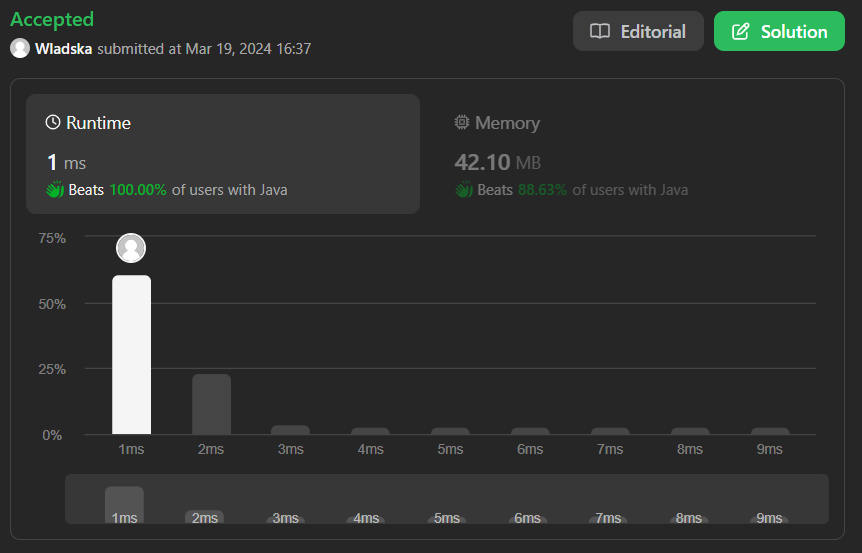 Accepted
Wladska submitted at Mar 19, 2024 16:37
Editorial
Solution
Runtime
1 ms
Beats 100.00% of users with Java
Memory
42.10 MB
Beats 88.63% of users with Java
75%
50%
25%
0%
1ms 2ms 3ms 4ms 5ms 6ms 7ms 8ms 9ms
1ms 2ms 3ms 4ms 5ms 6ms 7ms 8ms 9ms